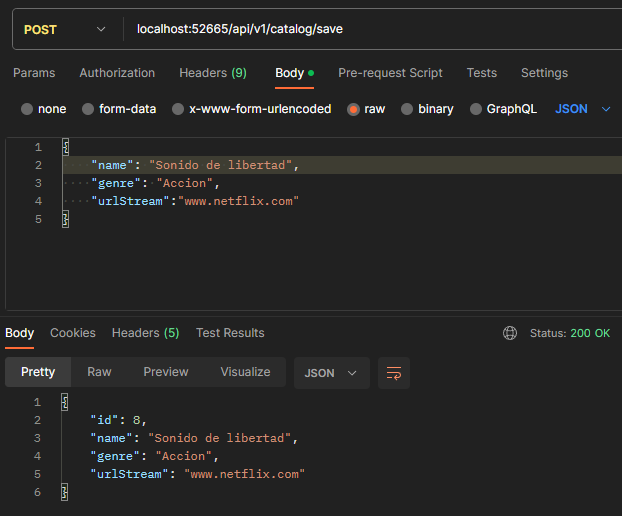 POST localhost:52665/api/v1/catalog/save
Params Authorization Headers (9) Body Pre-request Script Tests Settings
none form-data x-www-form-urlencoded raw binary GraphQL JSON
1 {
2 "name": "Sonido de libertad",
3 "genre": "Accion",
4 "urlStream":"www.netflix.com"
5 }
Body Cookies Headers (5) Test Results Status: 200 OK
Pretty Raw Preview Visualize JSON
1 {
2 "id": 8,
3 "name": "Sonido de libertad",
4 "genre": "Accion",
5 "urlStream": "www.netflix.com"
6 }